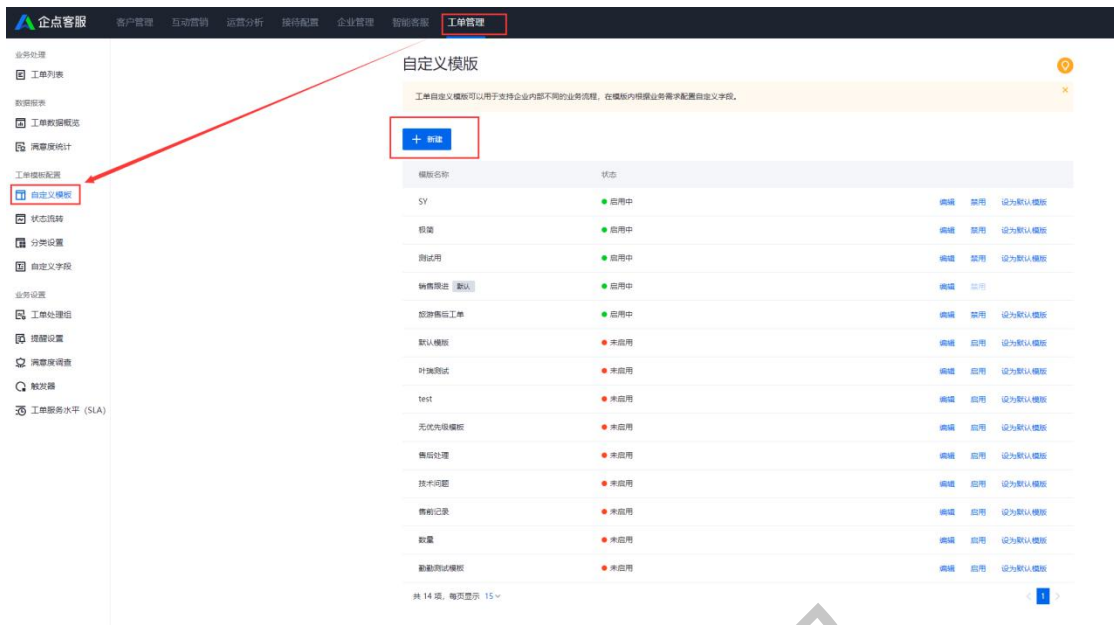 企点客服 客户管理 互动营销 运营分析 接待配置 企业管理 智能客服 工单管理
业务处理
工单列表
数据报表
工单数据概览
满意度统计
工单模板配置
自定义模板
状态流转
分类设置
自定义字段
业务设置
工单处理组
提醒设置
满意度调查
触发器
工单服务水平 (SLA)
自定义模版
工单自定义模版可以用于支持企业内部不同的业务流程，在模版内根据业务需求配置自定义字段。
新建
模版名称 状态
SY 启用中 编辑 禁用 设为默认模版
极简 启用中 编辑 禁用 设为默认模版
测试用 启用中 编辑 禁用 设为默认模版
销售跟进 默认 启用中 编辑 禁用
旅游售后工单 启用中 编辑 禁用 设为默认模版
默认模板 未启用 编辑 启用 设为默认模版
叶瑞测试 未启用 编辑 启用 设为默认模版
test 未启用 编辑 启用 设为默认模版
无优先级模板 未启用 编辑 启用 设为默认模版
售后处理 未启用 编辑 启用 设为默认模版
技术问题 未启用 编辑 启用 设为默认模版
售前记录 未启用 编辑 启用 设为默认模版
数量 未启用 编辑 启用 设为默认模版
勤勤测试模板 未启用 编辑 启用 设为默认模版
共 14 项，每页显示 15
1